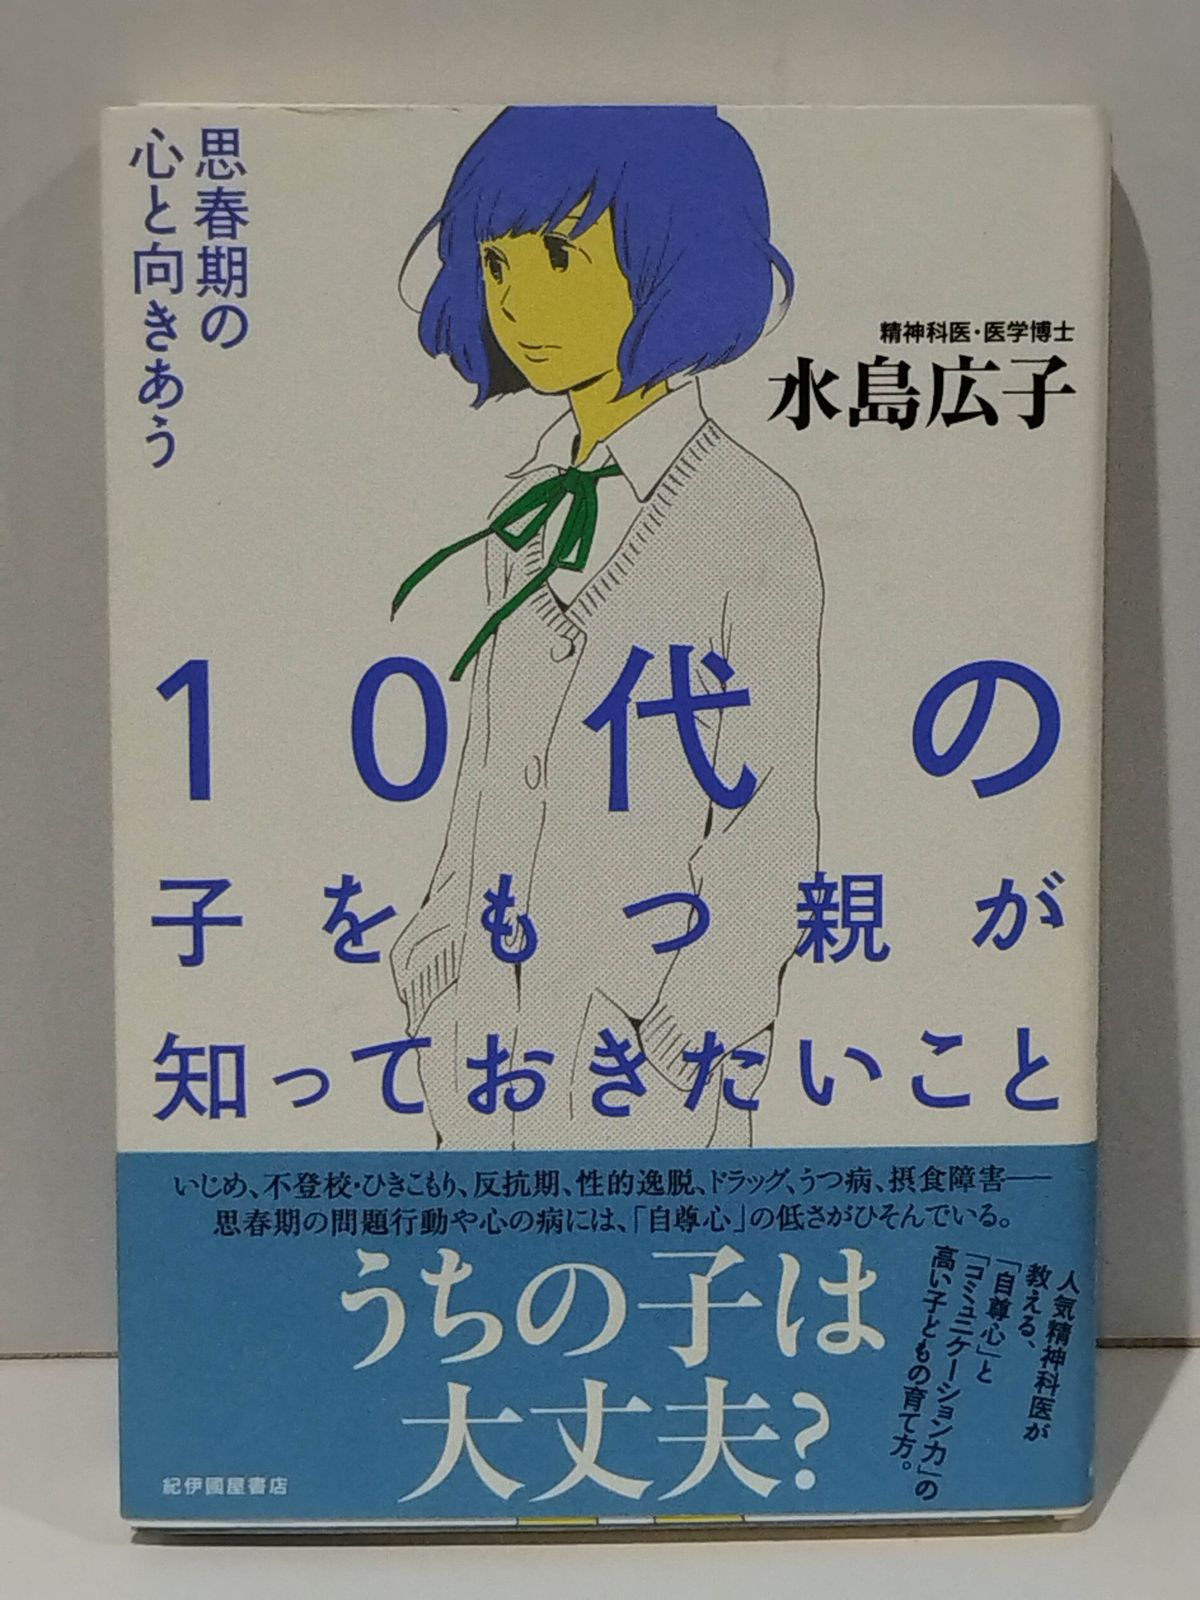 思春期の
心と向きあう
精神科医・医学博士
水島広子
10代の
子をもつ親が
知っておきたいこと
いじめ、不登校・ひきこもり、反抗期、性的逸脱、ドラッグ、うつ病、摂食障害――
思春期の問題行動や心の病には、「自尊心」の低さがひそんでいる。
うちの子は
大丈夫?
人気精神科医が
教える、
「自尊心」と
「コミュニケーション力」の
高い子どもの育て方。
紀伊國屋書店